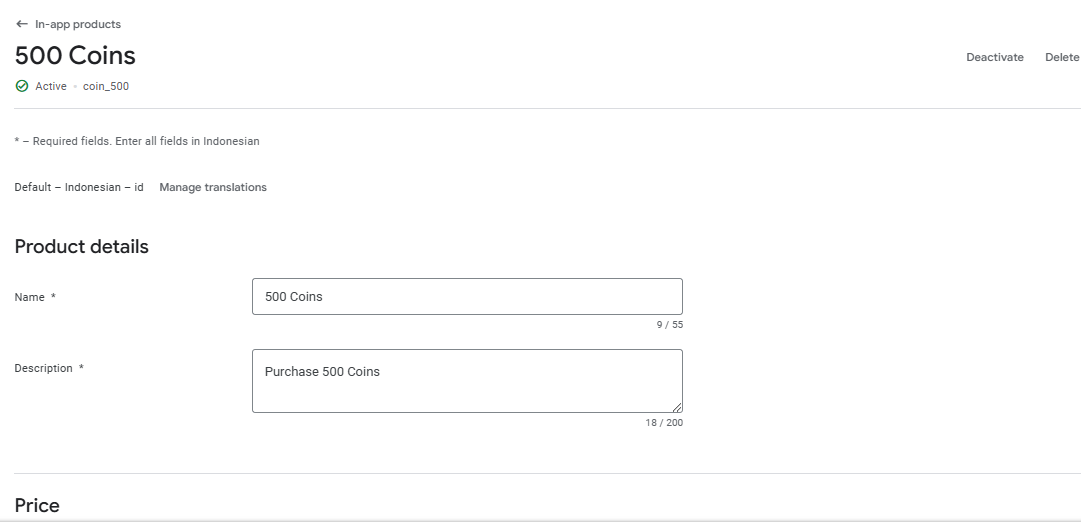 ← In-app products
500 Coins
Deactivate Delete
Active · coin_500
* – Required fields. Enter all fields in Indonesian
Default – Indonesian – id Manage translations
Product details
Name *
500 Coins
9 / 55
Description *
Purchase 500 Coins
18 / 200
Price